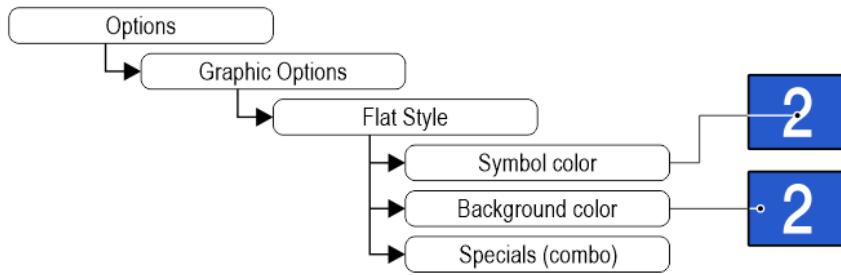 Options
Graphic Options
Flat Style
Symbol color
2
Background color
2
Specials (combo)